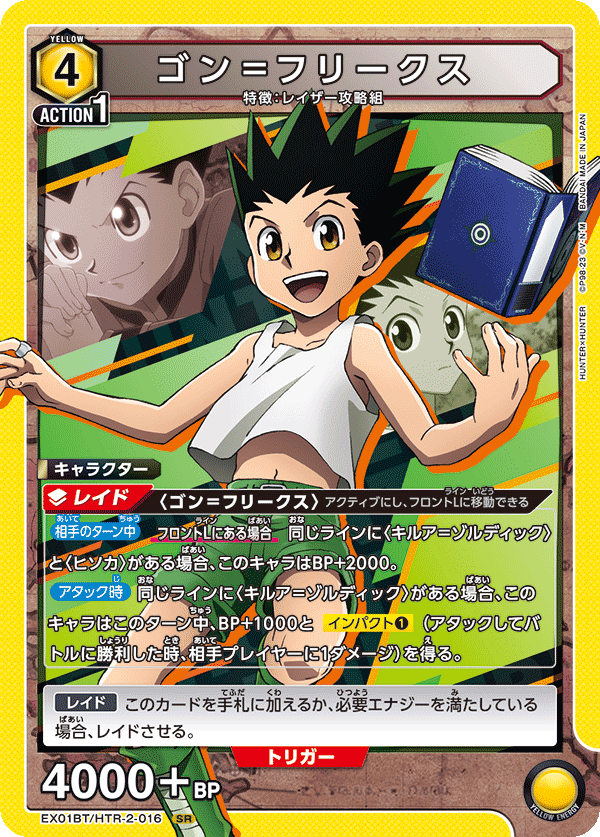 YELLOW
4
ACTION 1
ゴン=フリークス
特徴:レイザー攻略組
HUNTER×HUNTER ©P98-23 ©V・N・M BANDAI MADE IN JAPAN
キャラクター
レイド 〈ゴン=フリークス〉 アクティブにし、フロントLに移動できる
相手のターン中 フロントLにある場合 同じラインに〈キルア=ゾルディック〉
と〈ヒソカ〉がある場合、このキャラはBP+2000。
アタック時 同じラインに〈キルア=ゾルディック〉がある場合、この
キャラはこのターン中、BP+1000と インパクト❶ (アタックしてバ
トルに勝利した時、相手プレイヤーに1ダメージ)を得る。
レイド このカードを手札に加えるか、必要エナジーを満たしている
場合、レイドさせる。
トリガー
4000+BP
YELLOW ENERGY
EX01BT/HTR-2-016 SR